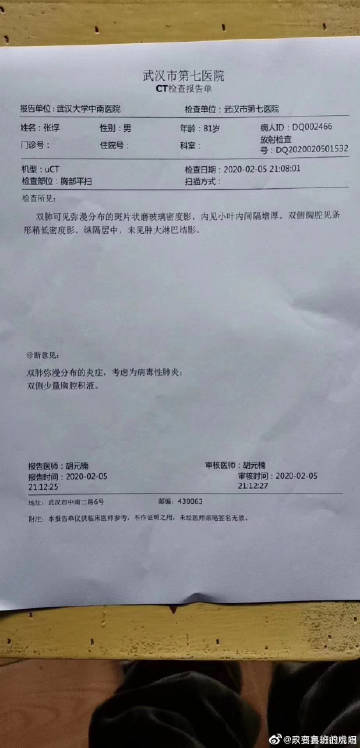 武汉市第七医院
CT检查报告单
报告单位：武汉大学中南医院 检查单位：武汉市第七医院
姓名：张焞 性别：男 年龄：81岁 病人ID：DQ002466
门诊号： 住院号： 科室： 放射检查
号：DQ2020020501532
机型：uCT 检查日期：2020-02-05 21:08:01
检查部位：胸部平扫 扫描方式：
检查所见：
双肺可见弥漫分布的斑片状磨玻璃密度影，内见小叶内间隔增厚。双侧胸腔见条
形稍低密度影。纵隔居中，未见肿大淋巴结影。
诊断意见：
双肺弥漫分布的炎症，考虑为病毒性肺炎；
双侧少量胸腔积液。
报告医师：胡元楠 审核医师：胡元楠
报告时间：2020-02-05 审核时间：2020-02-05
21:12:25 21:12:27
地址：武汉市中南二路6号 邮编：430063
附注：本报告单仅供临床医师参考，不作证明之用，未经医师亲笔签名无效。